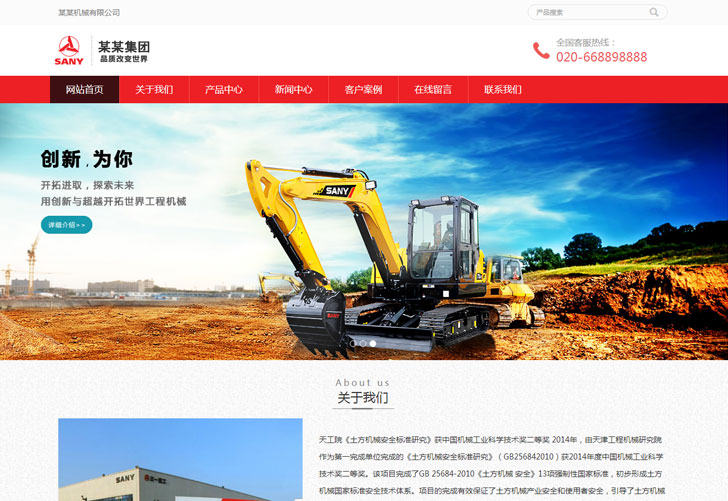 某某机械有限公司
产品搜索
SANY
某某集团
品质改变世界
全国客服热线：
020-668898888
网站首页 关于我们 产品中心 新闻中心 客户案例 在线留言 联系我们
创新，为你
开拓进取，探索未来
用创新与超越开拓世界工程机械
详细介绍>>
SANY
SANY
About us
关于我们
SANY
天工院《土方机械安全标准研究》获中国机械工业科学技术奖二等奖 2014年，由天津工程机械研究院
作为第一完成单位完成的《土方机械安全标准研究》（GB256842010）获2014年度中国机械工业科学
技术奖二等奖。该项目完成了GB 25684-2010《土方机械 安全》13项强制性国家标准，初步形成土方
机械国家标准安全技术体系。项目的完成有效保证了土方机械产业安全和使用者安全，引导了土方机械